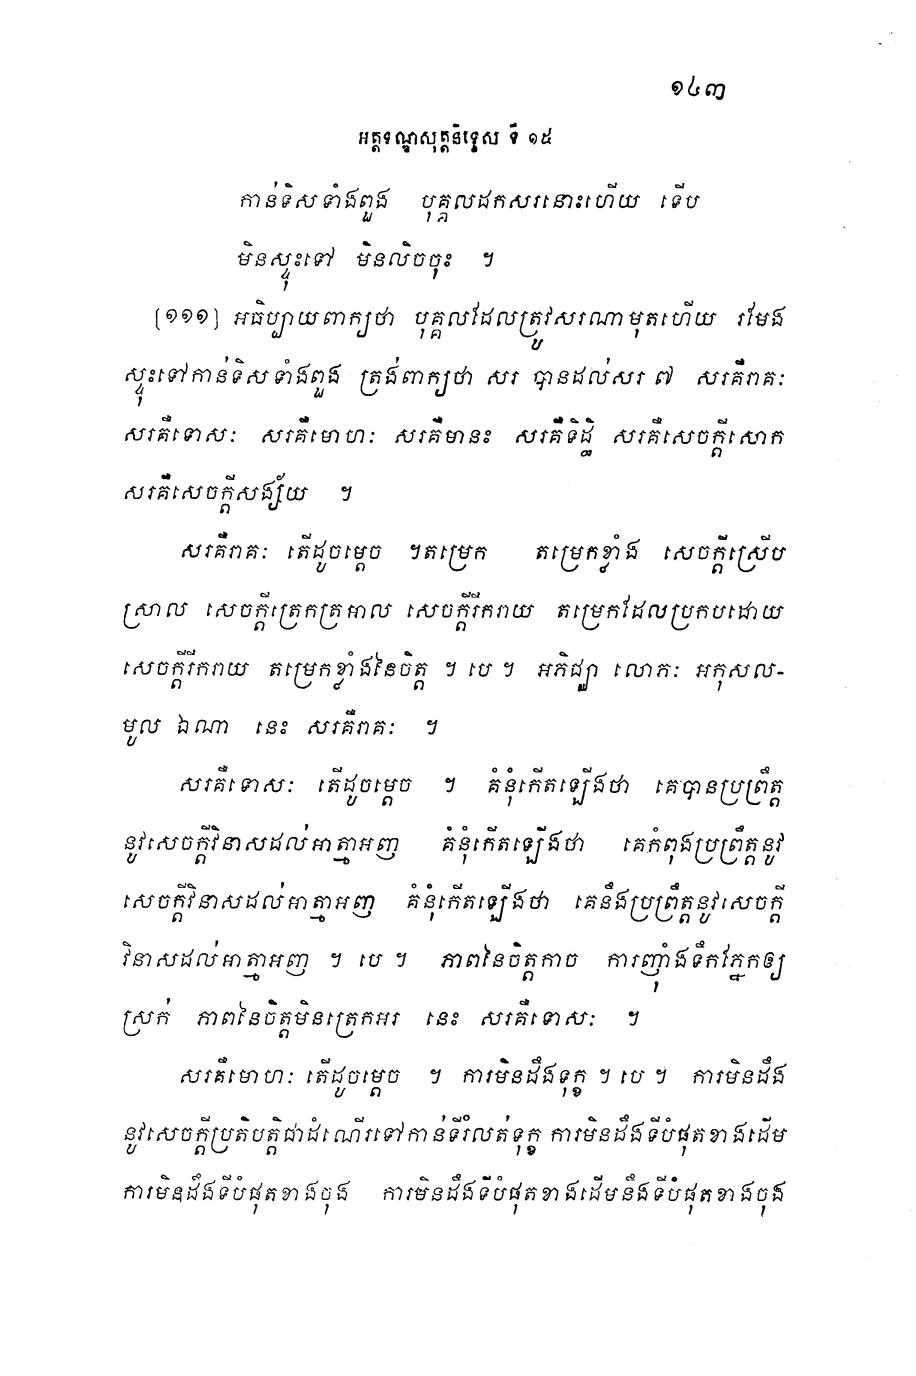 ១៤៣
អត្តទណ្ឌសុត្តនិទ្ទេស ទី ១៥
កាន់ទិសទាំងពួង បុគ្គលដកសរនោះហើយ ទើប
មិនស្ទុះទៅ មិនលិចចុះ ។
[១១១] អធិប្បាយពាក្យថា បុគ្គលដែលត្រូវសរណាមុតហើយ រមែង
ស្ទុះទៅកាន់ទិសទាំងពួង ត្រង់ពាក្យថា សរ បានដល់សរ ៧ សរគឺរាគៈ
សរគឺទោសៈ សរគឺមោហៈ សរគឺមានះ សរគឺទិដ្ឋិ សរគឺសេចក្តីសោក
សរគឺសេចក្តីសង្ស័យ ។
សរគឺរាគៈ តើដូចម្តេច ។តម្រេក តម្រេកខ្លាំង សេចក្តីស្រើប
ស្រាល សេចក្តីត្រេកត្រអាល សេចក្តីរីករាយ តម្រេកដែលប្រកបដោយ
សេចក្តីរីករាយ តម្រេកខ្លាំងនៃចិត្ត ។ បេ ។ អភិជ្ឈា លោភៈ អកុសល-
មូល ឯណា នេះ សរគឺរាគៈ ។
សរគឺទោសៈ តើដូចម្តេច ។ គំនុំកើតឡើងថា គេបានប្រព្រឹត្ត
នូវសេចក្តីវិនាសដល់អាត្មាអញ គំនុំកើតឡើងថា គេកំពុងប្រព្រឹត្តនូវ
សេចក្តីវិនាសដល់អាត្មាអញ គំនុំកើតឡើងថា គេនឹងប្រព្រឹត្តនូវសេចក្តី
វិនាសដល់អាត្មាអញ ។ បេ ។ ភាពនៃចិត្តកាច ការញុំាងទឹកភ្នែកឲ្យ
ស្រក់ ភាពនៃចិត្តមិនត្រេកអរ នេះ សរគឺទោសៈ ។
សរគឺមោហៈ តើដូចម្តេច ។ ការមិនដឹងទុក្ខ ។ បេ ។ ការមិនដឹង
នូវសេចក្តីប្រតិបត្តិជាដំណើរទៅកាន់ទីរំលត់ទុក្ខ ការមិនដឹងទីបំផុតខាងដើម
ការមិនដឹងទីបំផុតខាងចុង ការមិនដឹងទីបំផុតខាងដើមនឹងទីបំផុតខាងចុង